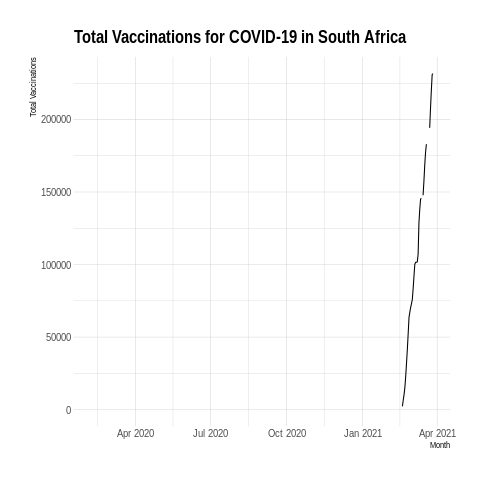 Total Vaccinations for COVID-19 in South Africa
Total Vaccinations
200000
150000
100000
50000
0
Apr 2020 Jul 2020 Oct 2020 Jan 2021 Apr 2021
Month